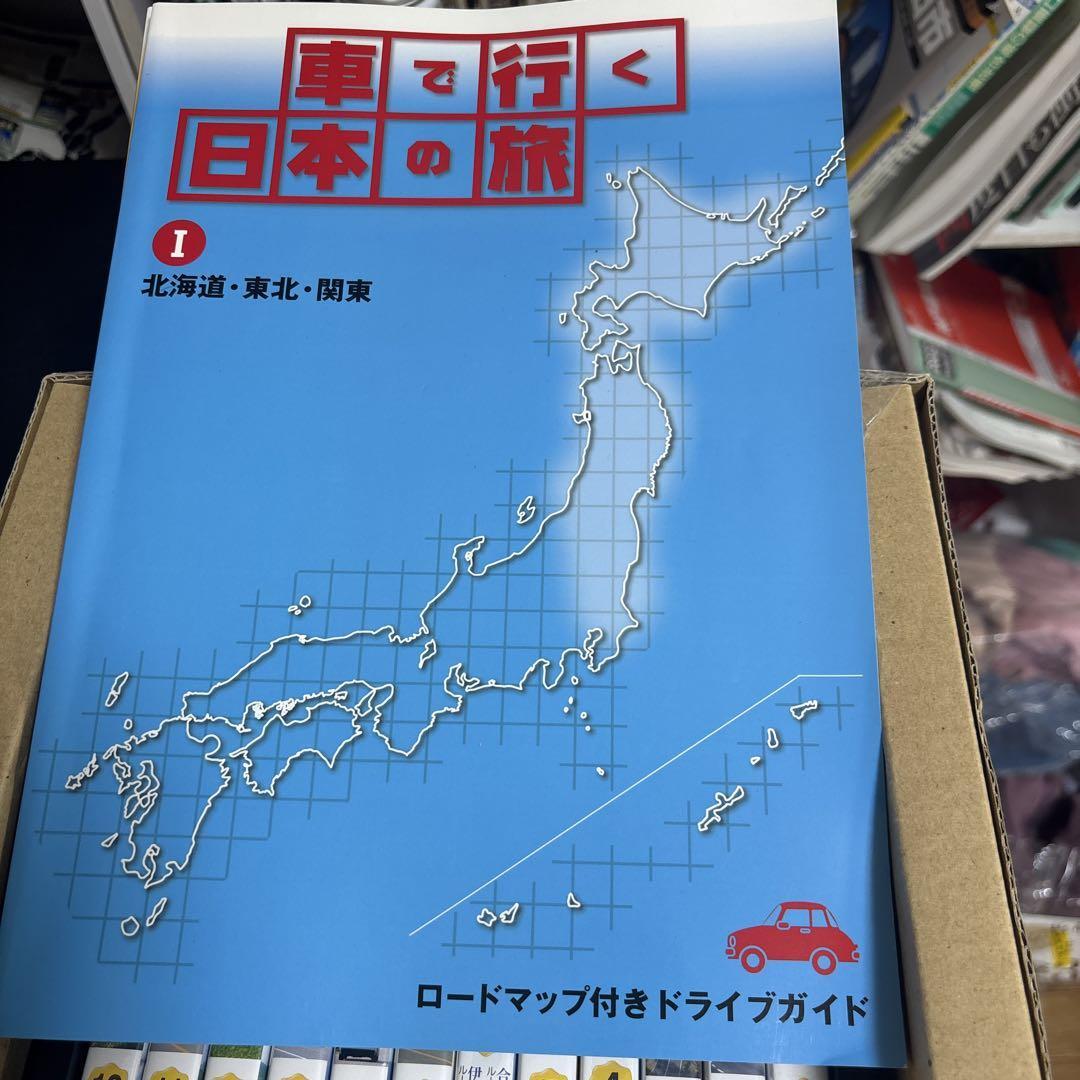 車で行く
日本の旅
I
北海道・東北・関東
ロードマップ付きドライブガイド